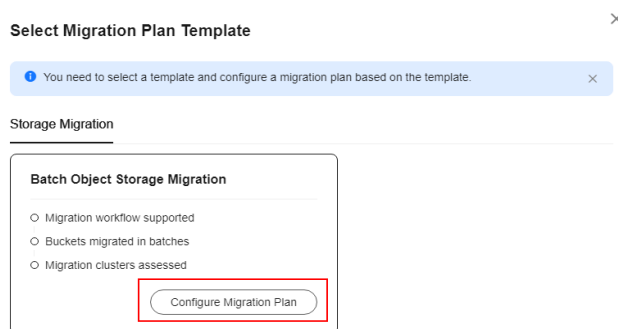 Select Migration Plan Template
You need to select a template and configure a migration plan based on the template.
Storage Migration
Batch Object Storage Migration
Migration workflow supported
Buckets migrated in batches
Migration clusters assessed
Configure Migration Plan